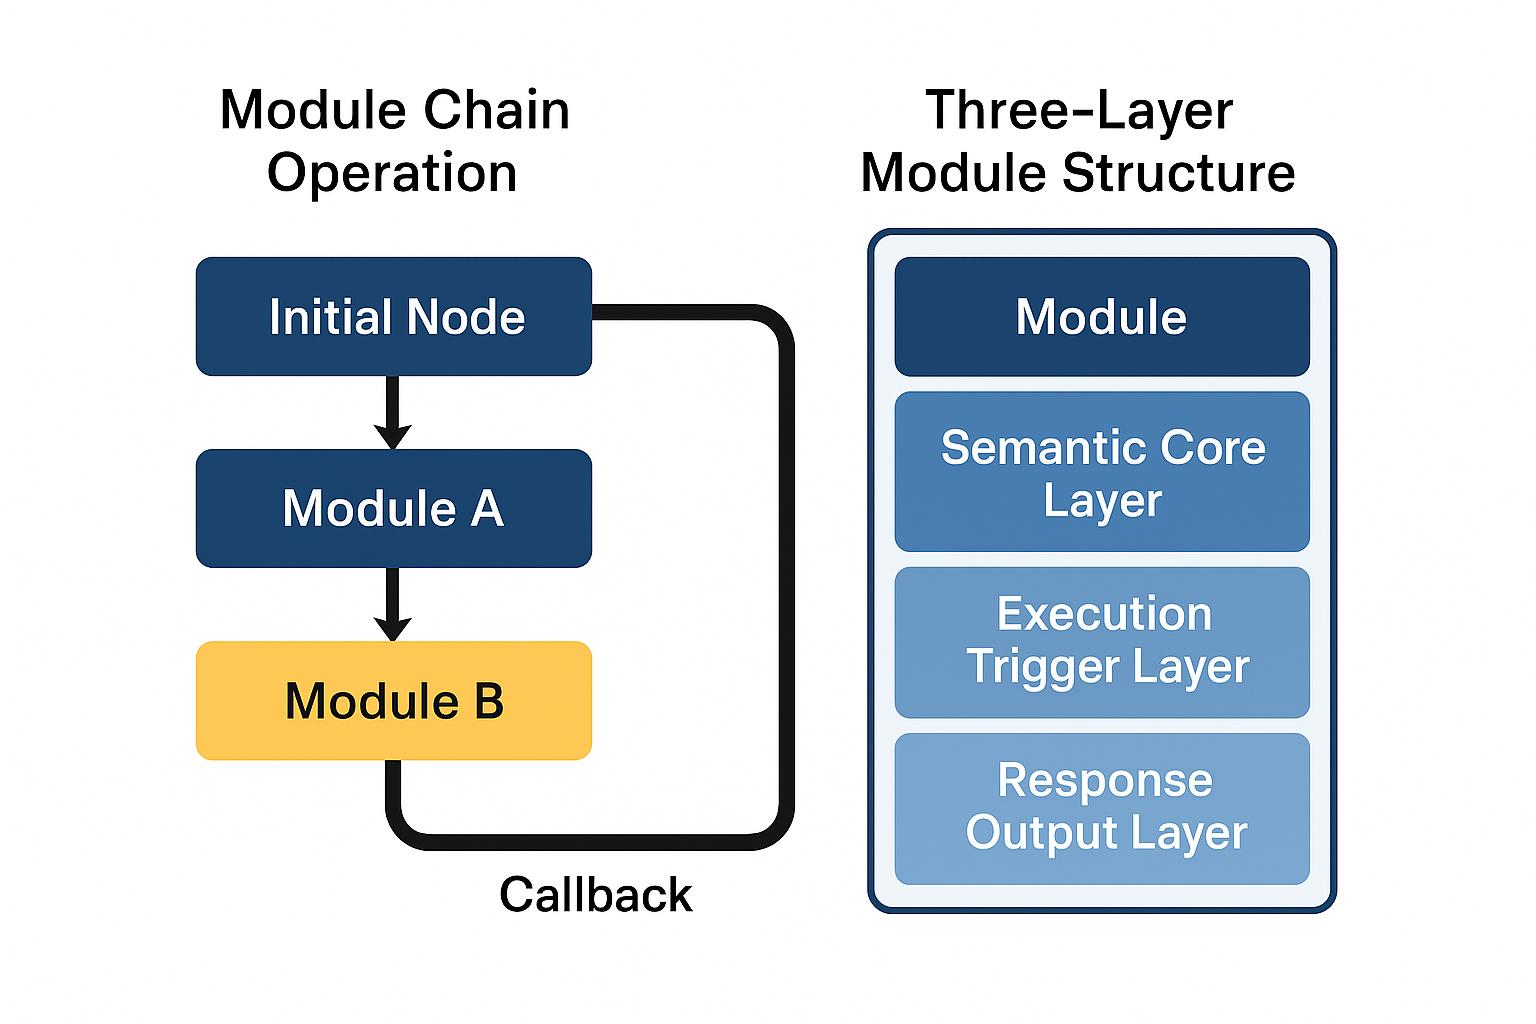 Module Chain
Operation
Initial Node
Module A
Module B
Callback
Three-Layer
Module Structure
Module
Semantic Core
Layer
Execution
Trigger Layer
Response
Output Layer